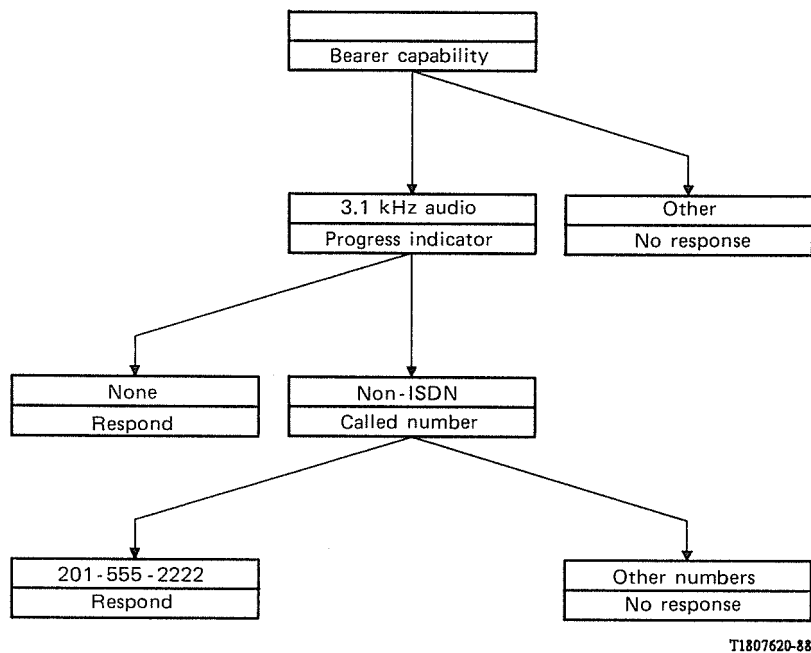 Bearer capability
3.1 kHz audio
Progress indicator
Other
No response
None
Respond
Non-ISDN
Called number
201-555-2222
Respond
Other numbers
No response
T1807620-88